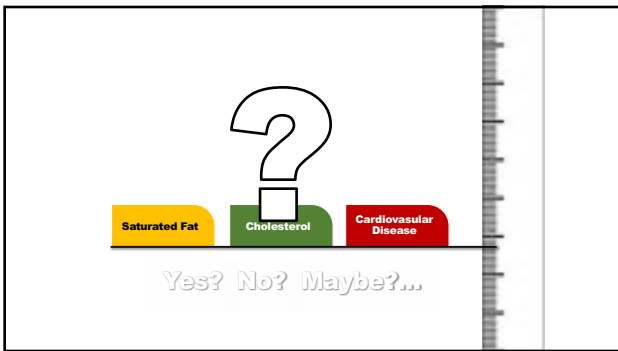 ?
Saturated Fat
Cholesterol
Cardiovasular
Disease
Yes? No? Maybe?...